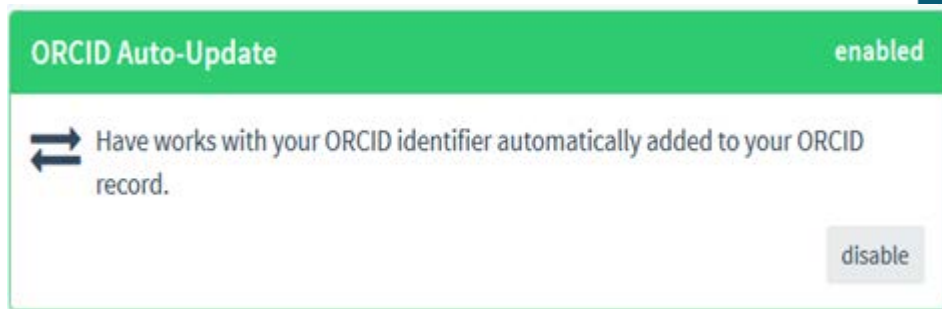 ORCID Auto-Update enabled
Have works with your ORCID identifier automatically added to your ORCID
record.
disable